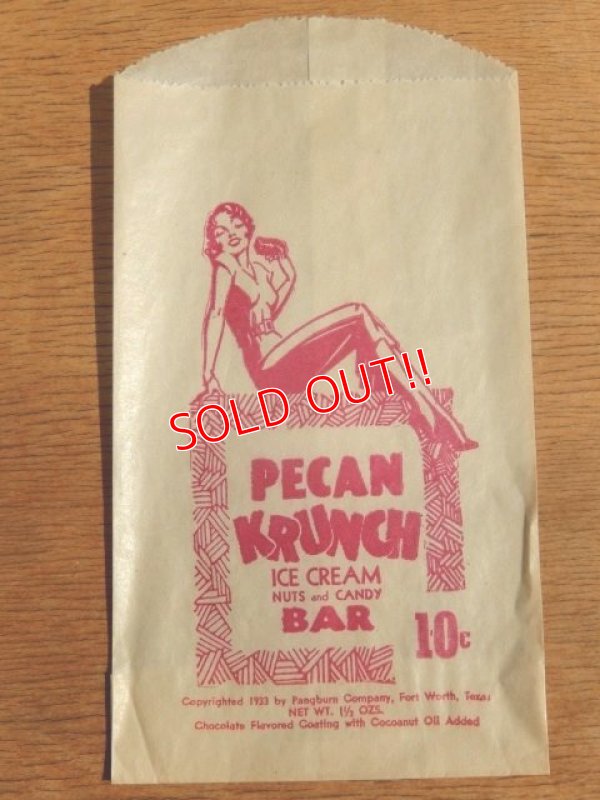 SOLD OUT!!
PECAN
KRUNCH
ICE CREAM
NUTS and CANDY
BAR
10c
Copyrighted 1933 by Pangburn Company, Fort Worth, Texas
NET WT. 1½ OZS.
Chocolate Flavored Coating with Cocoanut Oil Added